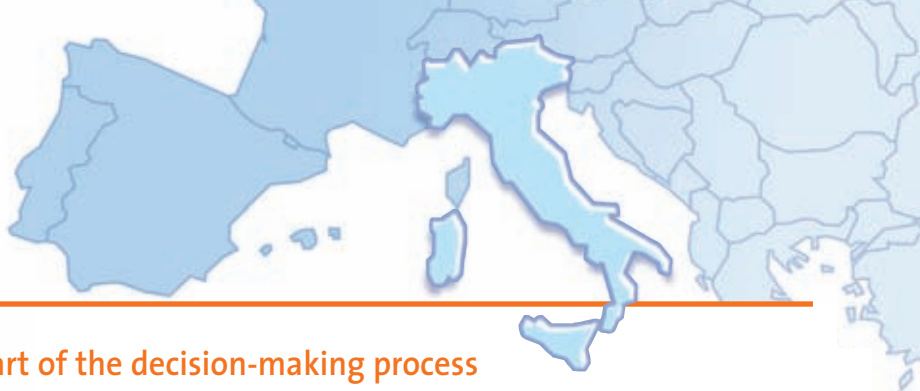 art of the decision-making process